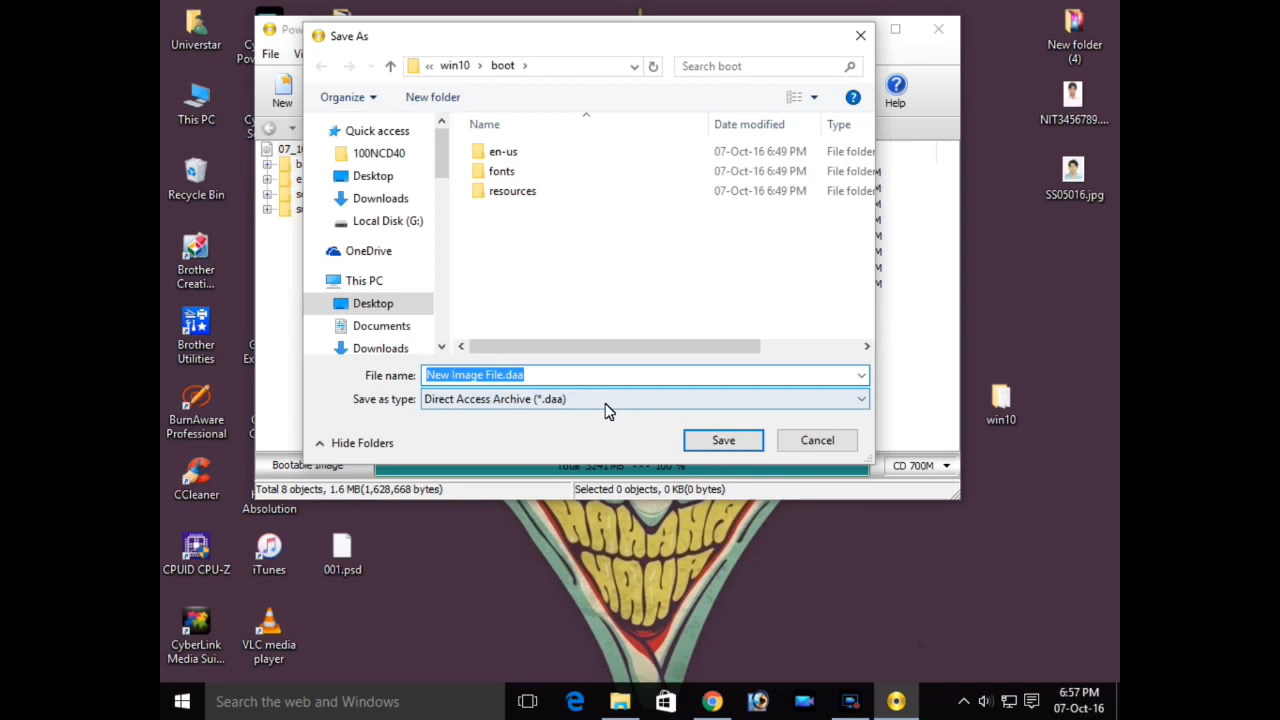 Universtar
This PC
Recycle Bin
Brother
Creati...
Brother
Utilities
BurnAware
Professional
CCleaner
CPUID CPU-Z
CyberLink
Media Sui...
Absolution
iTunes
VLC media
player
001.psd
File
New
Help
Save As
win10
boot
Search boot
Organize
New folder
Quick access
100NCD40
Desktop
Downloads
Local Disk (G:)
OneDrive
This PC
Desktop
Documents
Downloads
Name
Date modified
Type
en-us
07-Oct-16 6:49 PM
File folder
fonts
07-Oct-16 6:49 PM
File folder
resources
07-Oct-16 6:49 PM
File folder
File name:
New Image File.daa
Save as type:
Direct Access Archive (*.daa)
Hide Folders
Save
Cancel
Bootable Image
CD 700M
Total 8 objects, 1.6 MB(1,628,668 bytes)
Selected 0 objects, 0 KB(0 bytes)
New folder
(4)
NIT3456789....
SS05016.jpg
win10
HAHAHAHA
HAHA
Search the web and Windows
6:57 PM
07-Oct-16